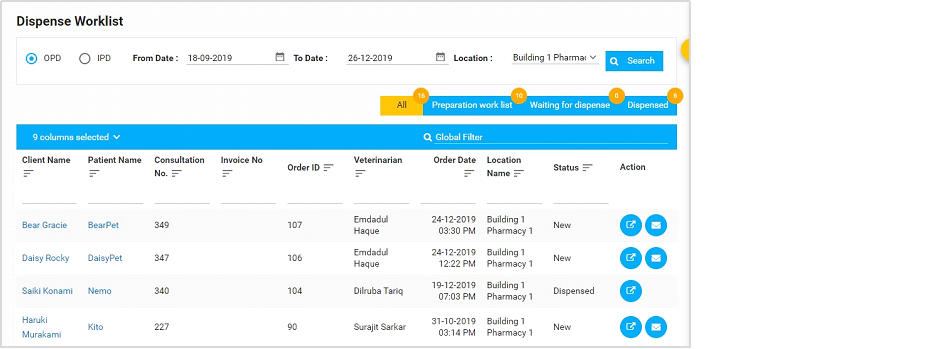 Dispense Worklist
OPD IPD From Date : 18-09-2019 To Date : 26-12-2019 Location : Building 1 Pharmac Search
All 16 Preparation work list 10 Waiting for dispense 0 Dispensed 6
9 columns selected Global Filter
Client Name Patient Name Consultation No. Invoice No Order ID Veterinarian Order Date Location Name Status Action
Bear Gracie BearPet 349 107 Emdadul Haque 24-12-2019 03:30 PM Building 1 Pharmacy 1 New
Daisy Rocky DaisyPet 347 106 Emdadul Haque 24-12-2019 12:22 PM Building 1 Pharmacy 1 New
Saiki Konami Nemo 340 104 Dilruba Tariq 19-12-2019 07:03 PM Building 1 Pharmacy 1 Dispensed
Haruki Murakami Kito 227 90 Surajit Sarkar 31-10-2019 03:14 PM Building 1 Pharmacy 1 New